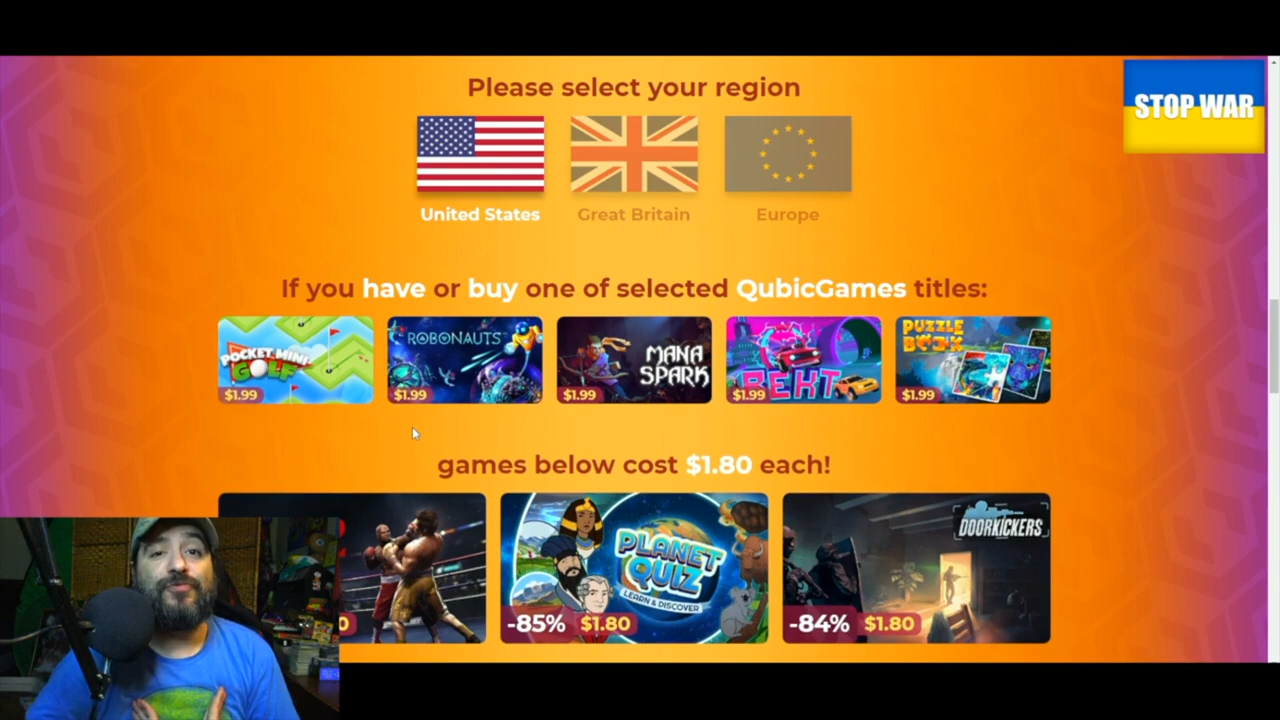 Please select your region
STOP WAR
United States
Great Britain
Europe
If you have or buy one of selected QubicGames titles:
POCKET MINI
GOLF
$1.99
ROBONAUTS
$1.99
MANA
SPARK
$1.99
REKT
$1.99
PUZZLE
BOOK
$1.99
games below cost $1.80 each!
PLANET
QUIZ
LEARN & DISCOVER
-85% $1.80
DOORKICKERS
-84% $1.80